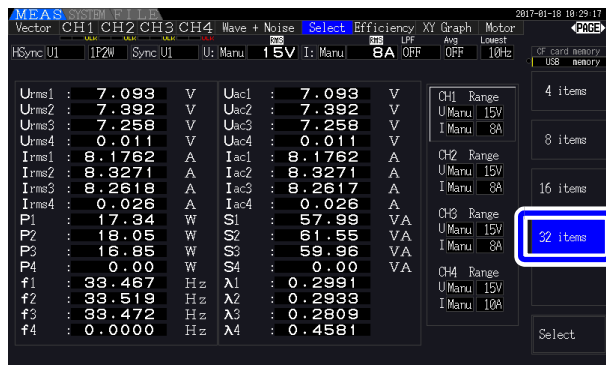 MEAS SYSTEM FILE 2017-01-18 10:29:17
Vector CH1 CH2 CH3 CH4 Wave + Noise Select Efficiency XY Graph Motor PAGE
HSync U1 1P2W Sync U1 U: Manu RMS 15V I: Manu RMS 8A LPF OFF Avg OFF Lowest 10Hz
CF card memory
USB memory
Urms1 : 7.093 V Uac1 : 7.093 V
Urms2 : 7.392 V Uac2 : 7.392 V
Urms3 : 7.258 V Uac3 : 7.258 V
Urms4 : 0.011 V Uac4 : 0.011 V
Irms1 : 8.1762 A Iac1 : 8.1762 A
Irms2 : 8.3271 A Iac2 : 8.3271 A
Irms3 : 8.2618 A Iac3 : 8.2617 A
Irms4 : 0.026 A Iac4 : 0.026 A
P1 : 17.34 W S1 : 57.99 VA
P2 : 18.05 W S2 : 61.55 VA
P3 : 16.85 W S3 : 59.96 VA
P4 : 0.00 W S4 : 0.00 VA
f1 : 33.467 Hz λ1 : 0.2991
f2 : 33.519 Hz λ2 : 0.2933
f3 : 33.472 Hz λ3 : 0.2809
f4 : 0.0000 Hz λ4 : 0.4581
CH1 Range
U Manu 15V
I Manu 8A
CH2 Range
U Manu 15V
I Manu 8A
CH3 Range
U Manu 15V
I Manu 8A
CH4 Range
U Manu 15V
I Manu 10A
4 items
8 items
16 items
32 items
Select